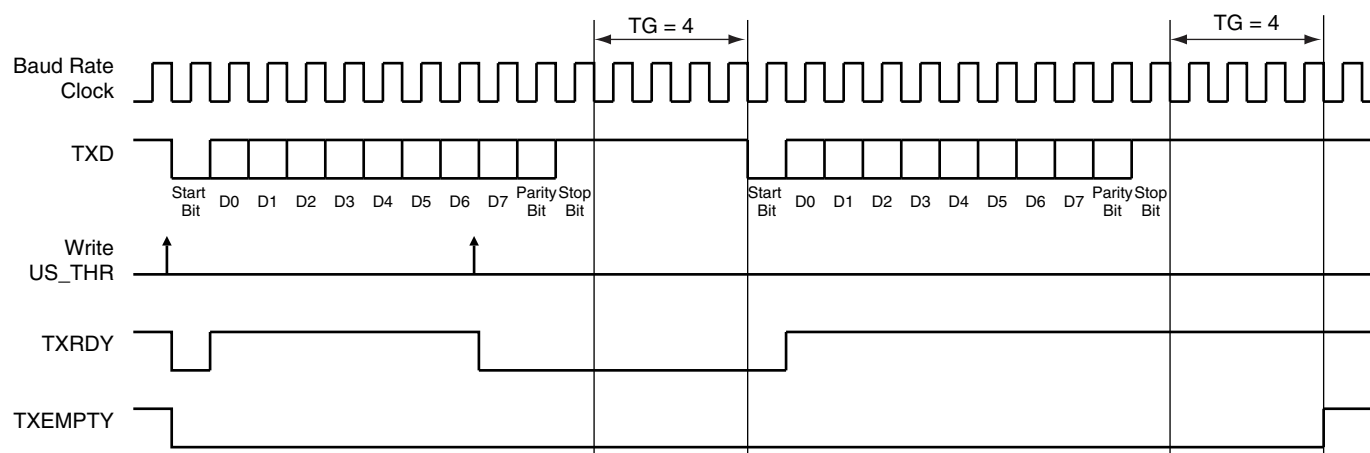 TG = 4
TG = 4
Baud Rate
Clock
TXD
Start
Bit
D0
D1
D2
D3
D4
D5
D6
D7
Parity
Bit
Stop
Bit
Start
Bit
D0
D1
D2
D3
D4
D5
D6
D7
Parity
Bit
Stop
Bit
Write
US_THR
TXRDY
TXEMPTY